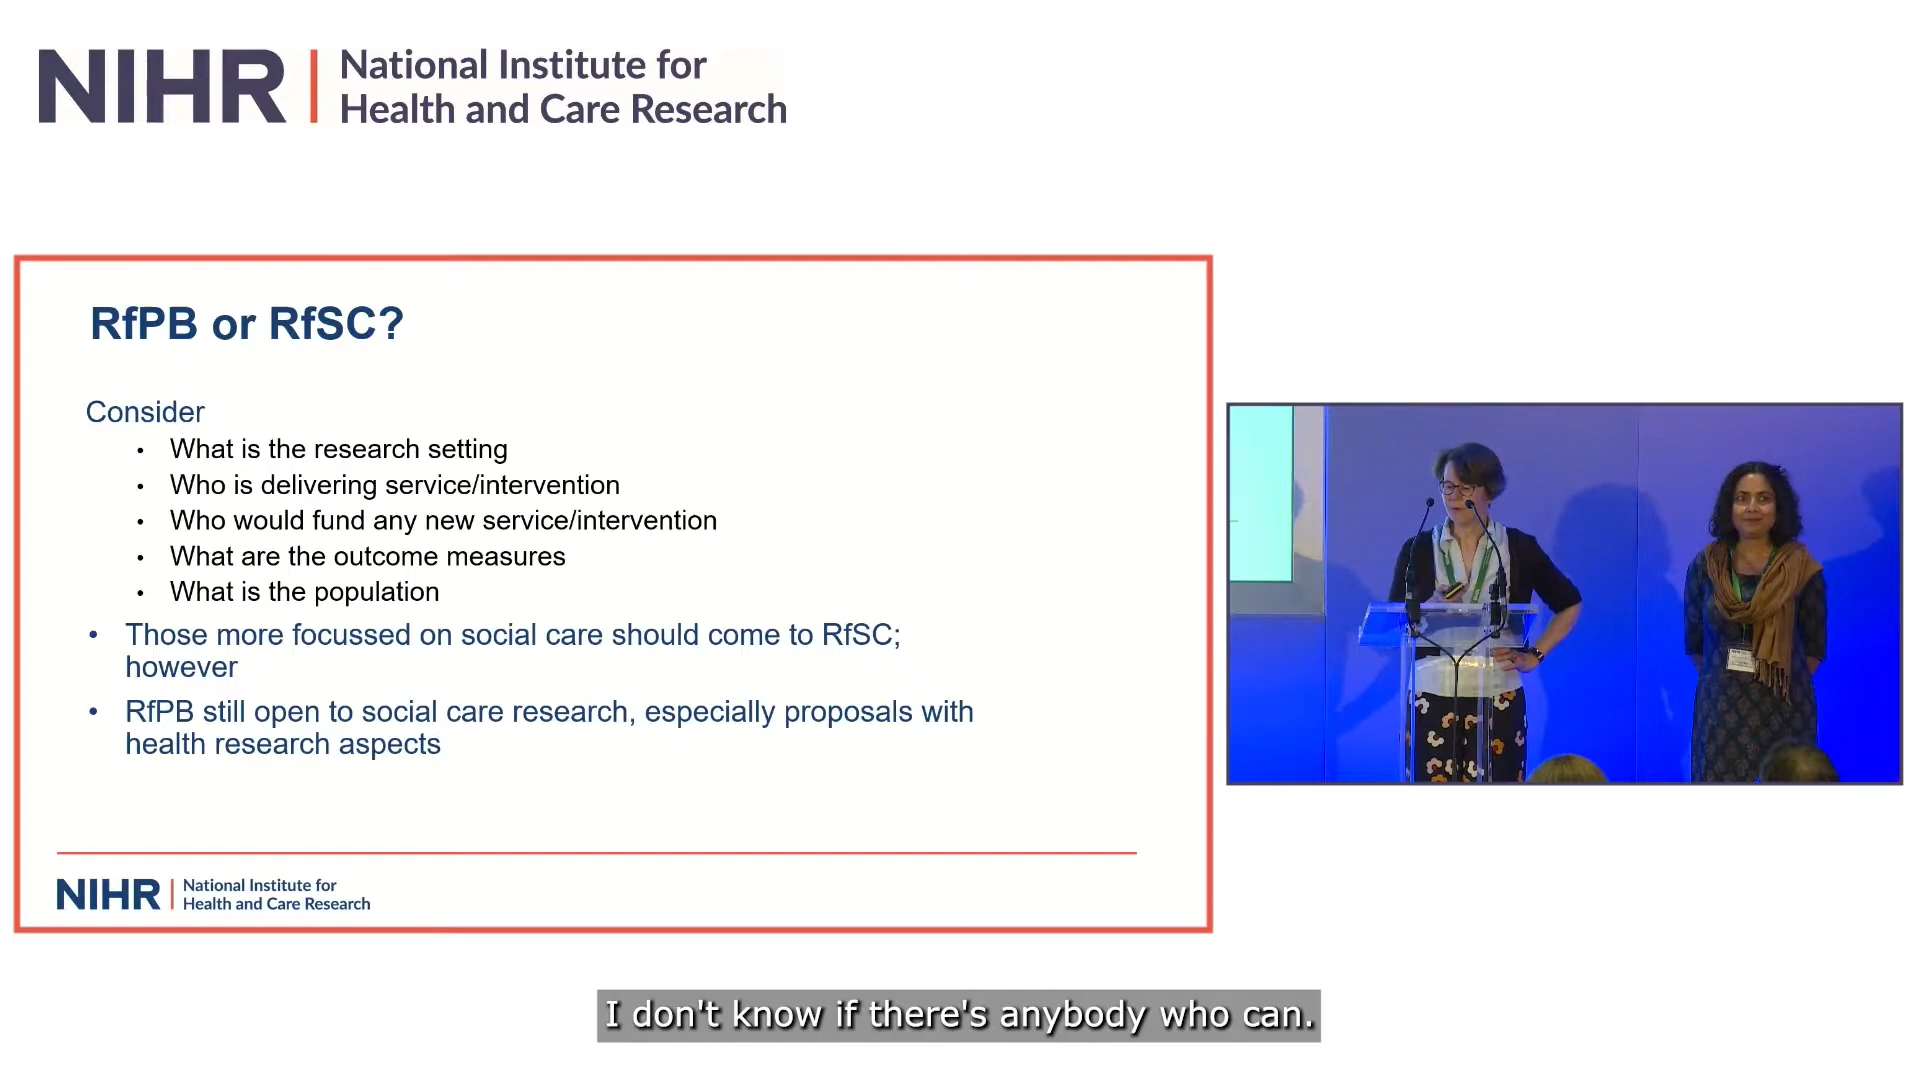 NIHR | National Institute for
Health and Care Research
RfPB or RfSC?
Consider
• What is the research setting
• Who is delivering service/intervention
• Who would fund any new service/intervention
• What are the outcome measures
• What is the population
• Those more focussed on social care should come to RfSC;
however
• RfPB still open to social care research, especially proposals with
health research aspects
NIHR | National Institute for
Health and Care Research
I don't know if there's anybody who can.